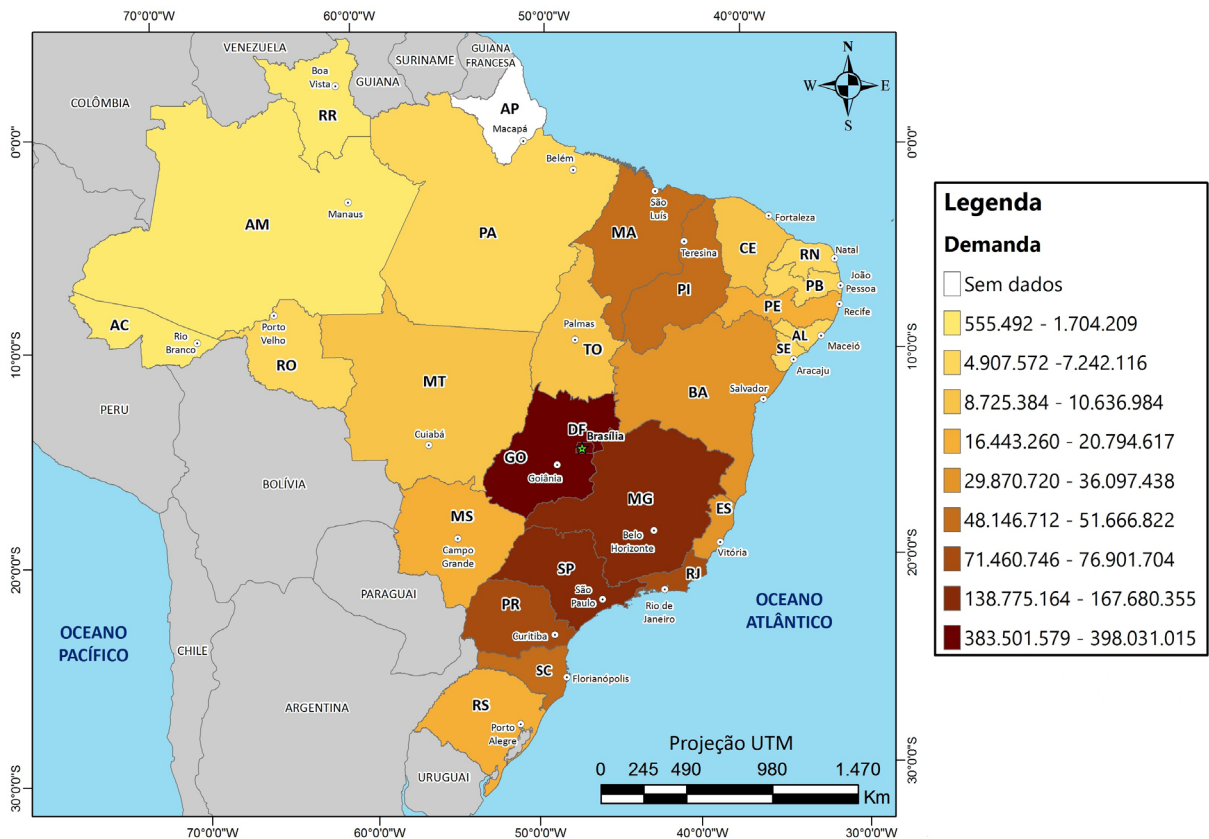 70°0'0"W 60°0'0"W 50°0'0"W 40°0'0"W
VENEZUELA
SURINAME
GUIANA
FRANCESA
GUIANA
COLÔMBIA
Boa
Vista
RR
AP
Macapá
N
W E
S
0°0'0"
0°0'0"
Belém
AM
Manaus
PA
MA
São
Luís
Teresina
PI
CE
Fortaleza
RN
Natal
PB
João
Pessoa
PE
Recife
AL
Maceió
SE
Aracaju
AC
Rio
Branco
Porto
Velho
RO
Palmas
TO
10°0'0"S
10°0'0"S
MT
Cuiabá
BA
Salvador
PERU
DF
Brasília
GO
Goiânia
BOLÍVIA
MG
Belo
Horizonte
ES
Vitória
MS
Campo
Grande
SP
São
Paulo
RJ
Rio de
Janeiro
20°0'0"S
20°0'0"S
PARAGUAI
PR
Curitiba
OCEANO
ATLÂNTICO
OCEANO
PACÍFICO
CHILE
SC
Florianópolis
ARGENTINA
RS
Porto
Alegre
URUGUAI
30°0'0"S
30°0'0"S
Projeção UTM
0 245 490 980 1.470
Km
70°0'0"W 60°0'0"W 50°0'0"W 40°0'0"W 30°0'0"W
Legenda
Demanda
Sem dados
555.492 - 1.704.209
4.907.572 -7.242.116
8.725.384 - 10.636.984
16.443.260 - 20.794.617
29.870.720 - 36.097.438
48.146.712 - 51.666.822
71.460.746 - 76.901.704
138.775.164 - 167.680.355
383.501.579 - 398.031.015